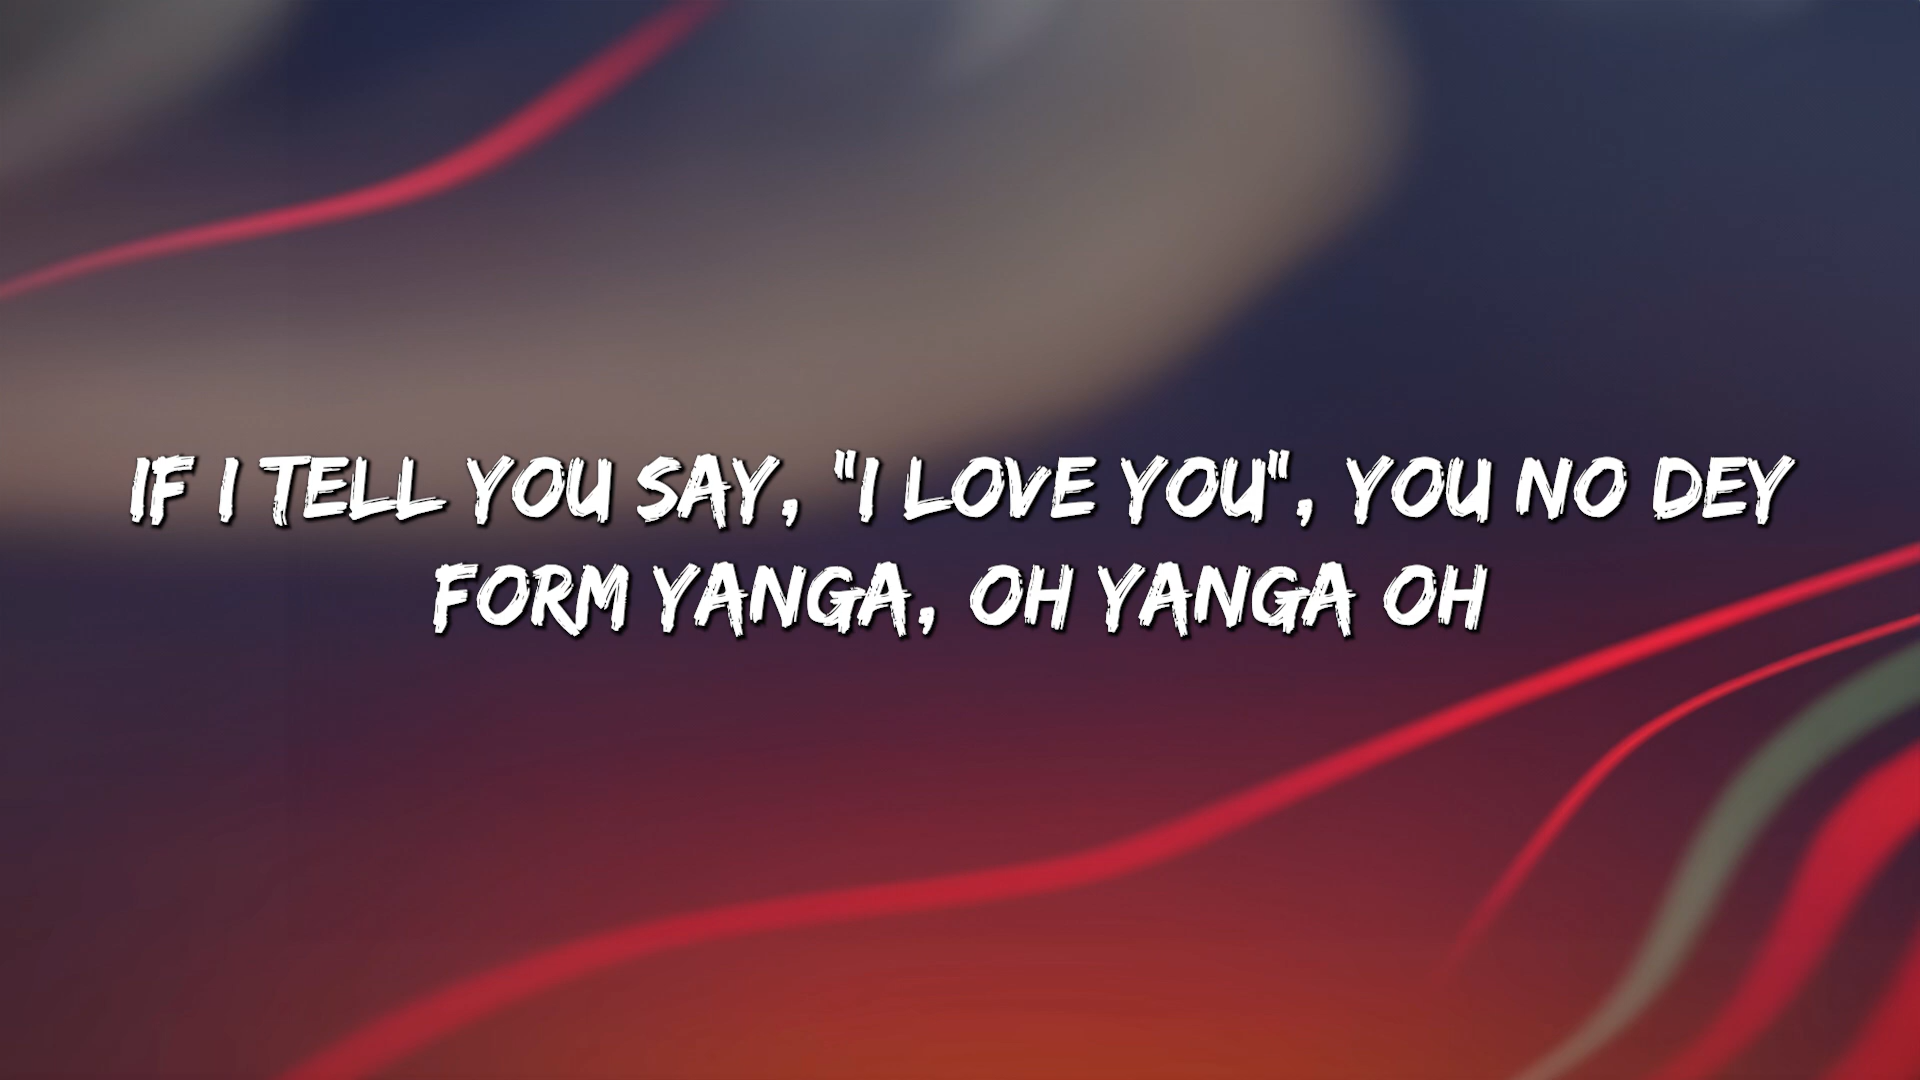 IF I TELL YOU SAY, "I LOVE YOU", YOU NO DEY
FORM YANGA, OH YANGA OH